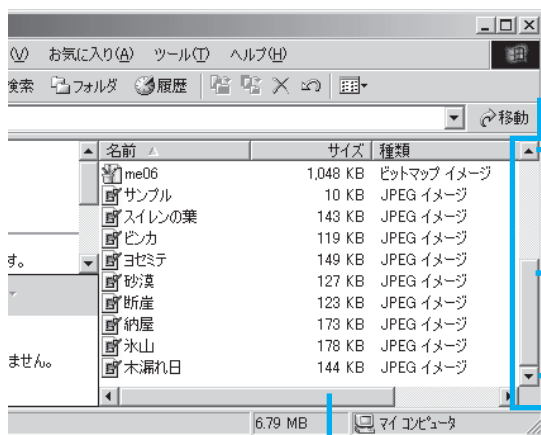 (V) お気に入り(A) ツール(T) ヘルプ(H)
検索 フォルダ 履歴
移動
名前 サイズ 種類
me06 1,048 KB ビットマップ イメージ
サンプル 10 KB JPEG イメージ
スイレンの葉 143 KB JPEG イメージ
ビンカ 119 KB JPEG イメージ
す。 ヨセミテ 149 KB JPEG イメージ
砂漠 127 KB JPEG イメージ
断崖 123 KB JPEG イメージ
納屋 173 KB JPEG イメージ
氷山 178 KB JPEG イメージ
ません。 木漏れ日 144 KB JPEG イメージ
6.79 MB マイ コンピュータ